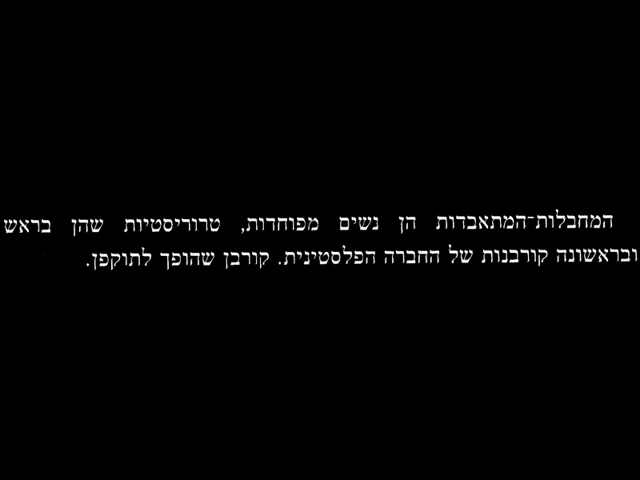 המחבלות־המתאבדות הן נשים מפוחדות, טרוריסטיות שהן בראש
ובראשונה קורבנות של החברה הפלסטינית. קורבן שהופך לתוקפן.